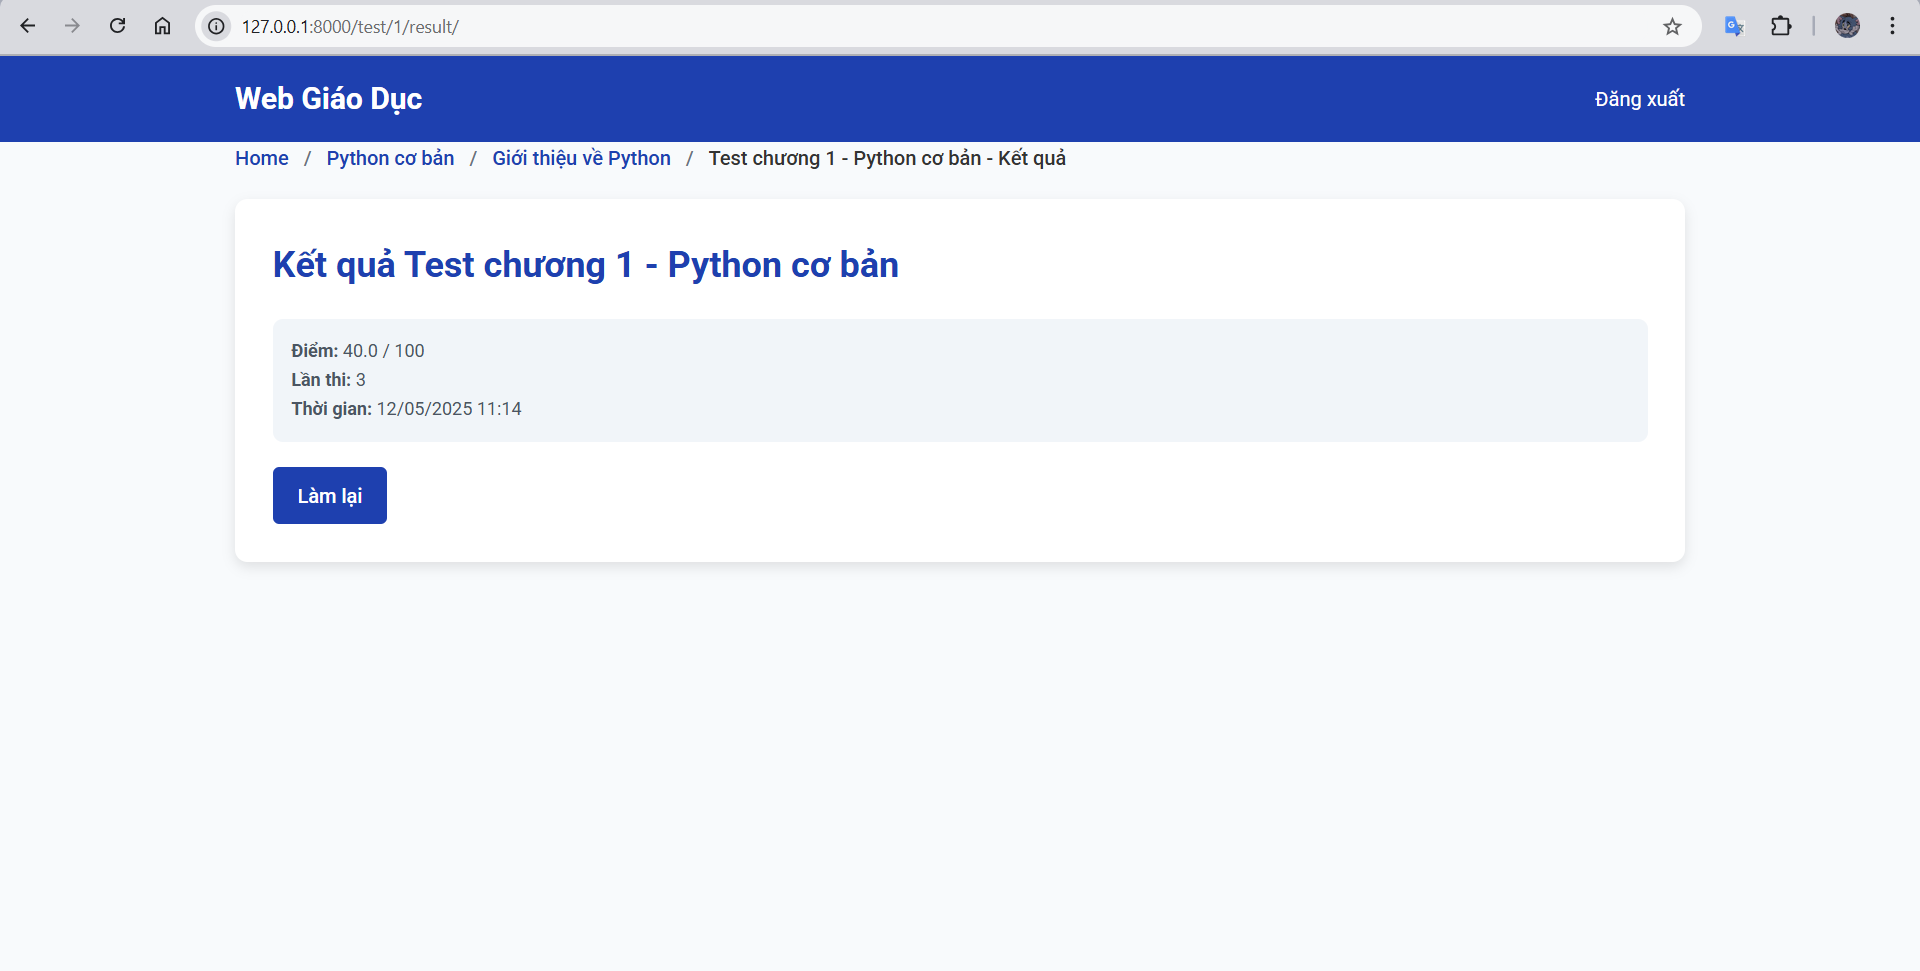 127.0.0.1:8000/test/1/result/
Web Giáo Dục
Đăng xuất
Home / Python cơ bản / Giới thiệu về Python / Test chương 1 - Python cơ bản - Kết quả
Kết quả Test chương 1 - Python cơ bản
Điểm: 40.0 / 100
Lần thi: 3
Thời gian: 12/05/2025 11:14
Làm lại